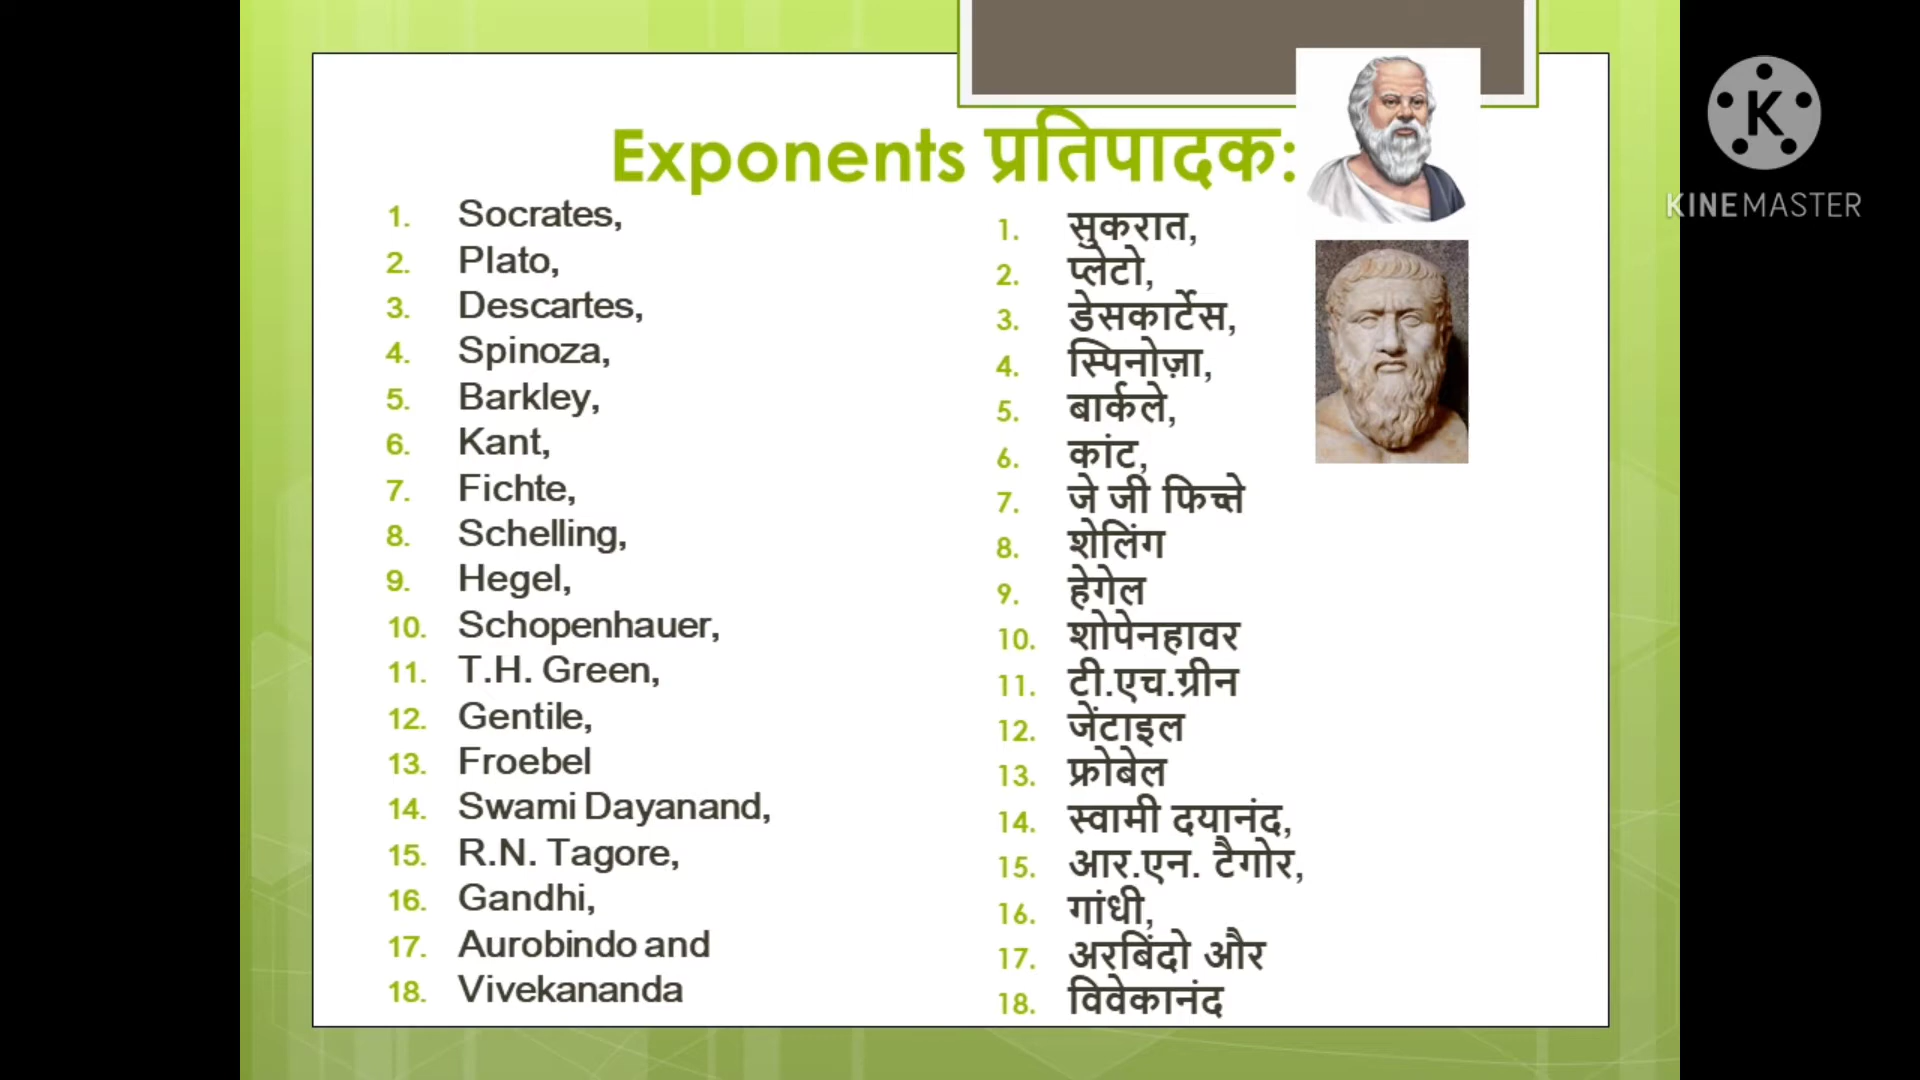 Exponents प्रतिपादक:
1. Socrates,
2. Plato,
3. Descartes,
4. Spinoza,
5. Barkley,
6. Kant,
7. Fichte,
8. Schelling,
9. Hegel,
10. Schopenhauer,
11. T.H. Green,
12. Gentile,
13. Froebel
14. Swami Dayanand,
15. R.N. Tagore,
16. Gandhi,
17. Aurobindo and
18. Vivekananda
1. सुकरात,
2. प्लेटो,
3. डेसकार्टेस,
4. स्पिनोज़ा,
5. बार्कले,
6. कांट,
7. जे जी फिच्ते
8. शेलिंग
9. हेगेल
10. शोपेनहावर
11. टी.एच.ग्रीन
12. जेंटाइल
13. फ्रोबेल
14. स्वामी दयानंद,
15. आर.एन. टैगोर,
16. गांधी,
17. अरबिंदो और
18. विवेकानंद
K
KINEMASTER